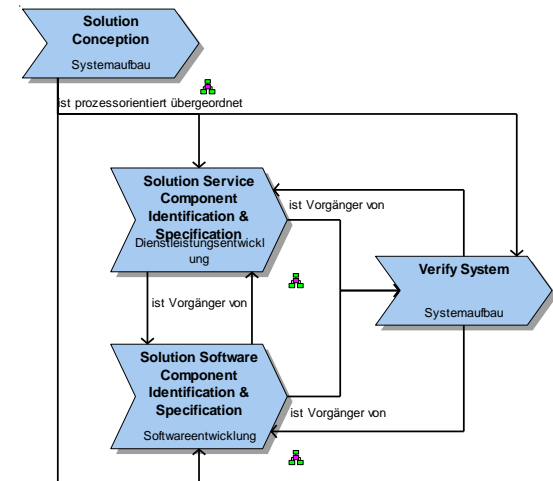 Solution
Conception
Systemaufbau
ist prozessorientiert übergeordnet
Solution Service
Component
Identification &
Specification
Dienstleistungsentwickl
ung
ist Vorgänger von
Verify System
Systemaufbau
ist Vorgänger von
Solution Software
Component
Identification &
Specification
Softwareentwicklung
ist Vorgänger von